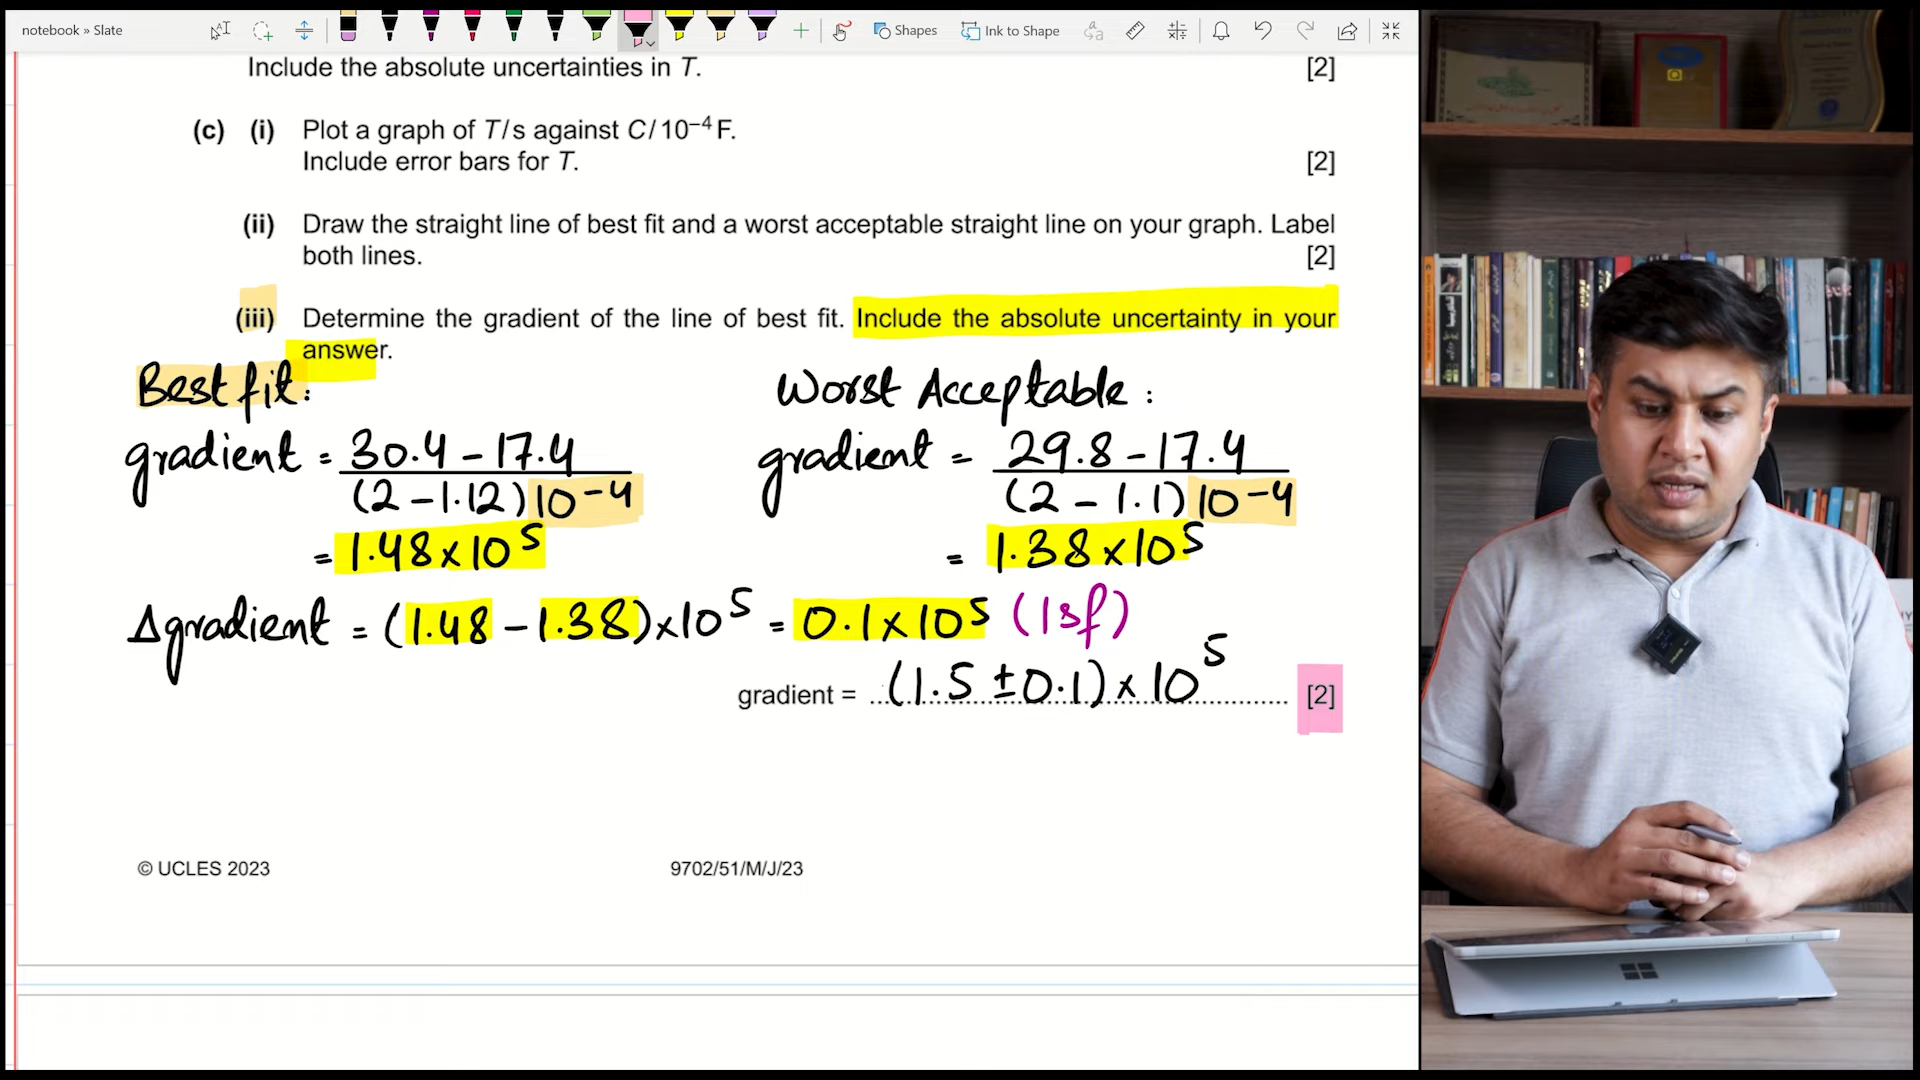 notebook » Slate
Shapes
Ink to Shape
Include the absolute uncertainties in T. [2]
(c) (i) Plot a graph of T/s against C/10⁻⁴F.
Include error bars for T. [2]
(ii) Draw the straight line of best fit and a worst acceptable straight line on your graph. Label
both lines. [2]
(iii) Determine the gradient of the line of best fit. Include the absolute uncertainty in your
answer.
Best fit:
gradient = 30.4 - 17.4
(2 - 1.12) 10⁻⁴
= 1.48 x 10⁵
Worst Acceptable :
gradient = 29.8 - 17.4
(2 - 1.1) 10⁻⁴
= 1.38 x 10⁵
Δgradient = (1.48 - 1.38) x 10⁵ = 0.1 x 10⁵ (1sf)
gradient = (1.5 ± 0.1) x 10⁵ [2]
© UCLES 2023
9702/51/M/J/23